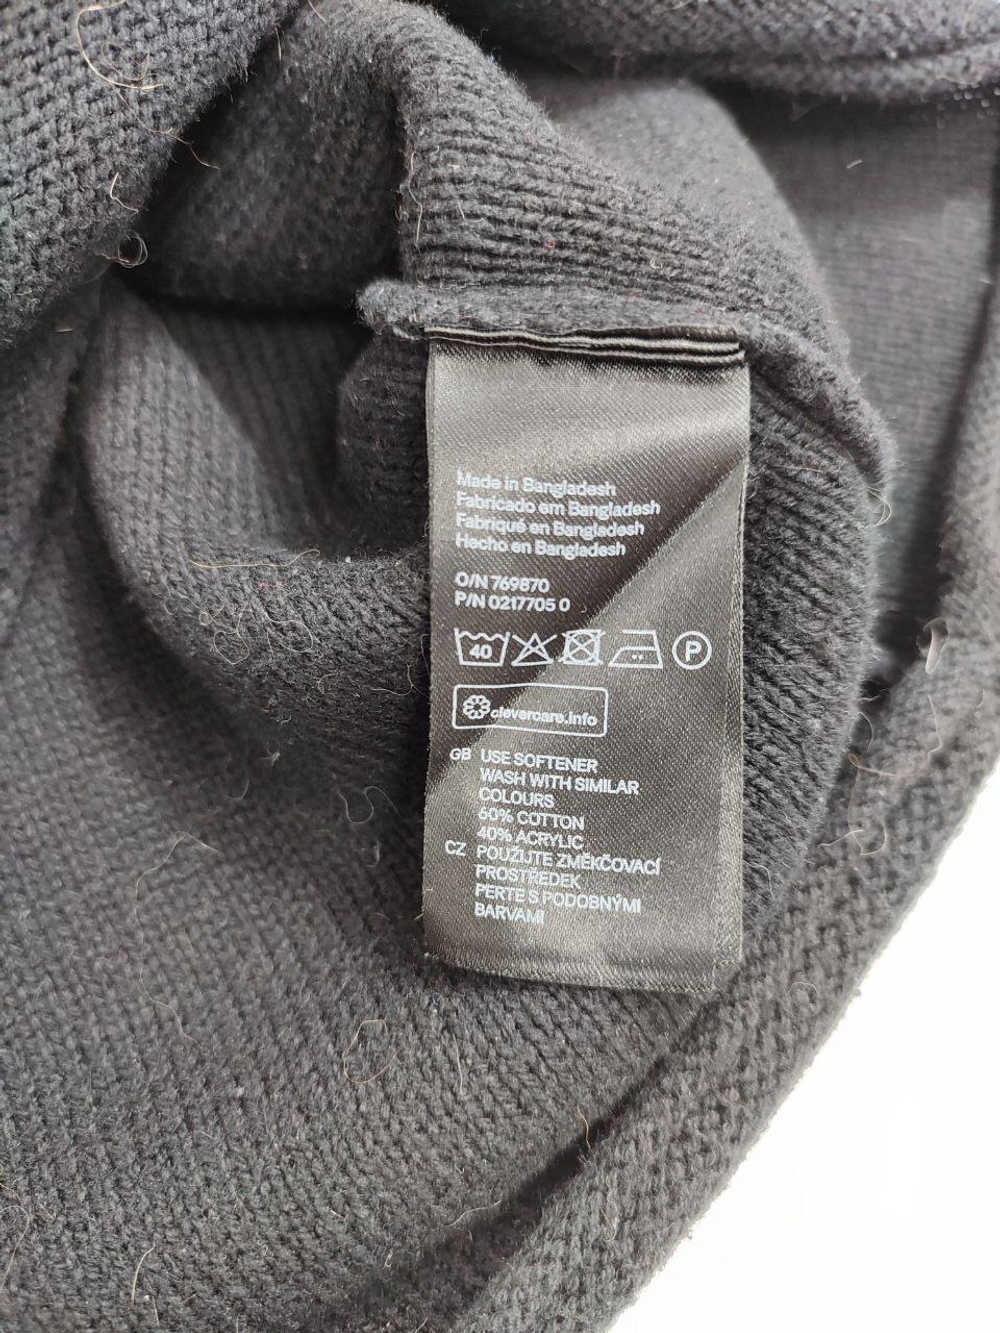 Made in Bangladesh
Fabricado em Bangladesh
Fabriqué en Bangladesh
Hecho en Bangladesh
O/N 769870
P/N 0217705 0
40 P
clevercare.info
GB USE SOFTENER
WASH WITH SIMILAR
COLOURS
60% COTTON
40% ACRYLIC
CZ POUŽIJTE ZMĚKČOVACÍ
PROSTŘEDEK
PERTE S PODOBNÝMI
BARVAMI